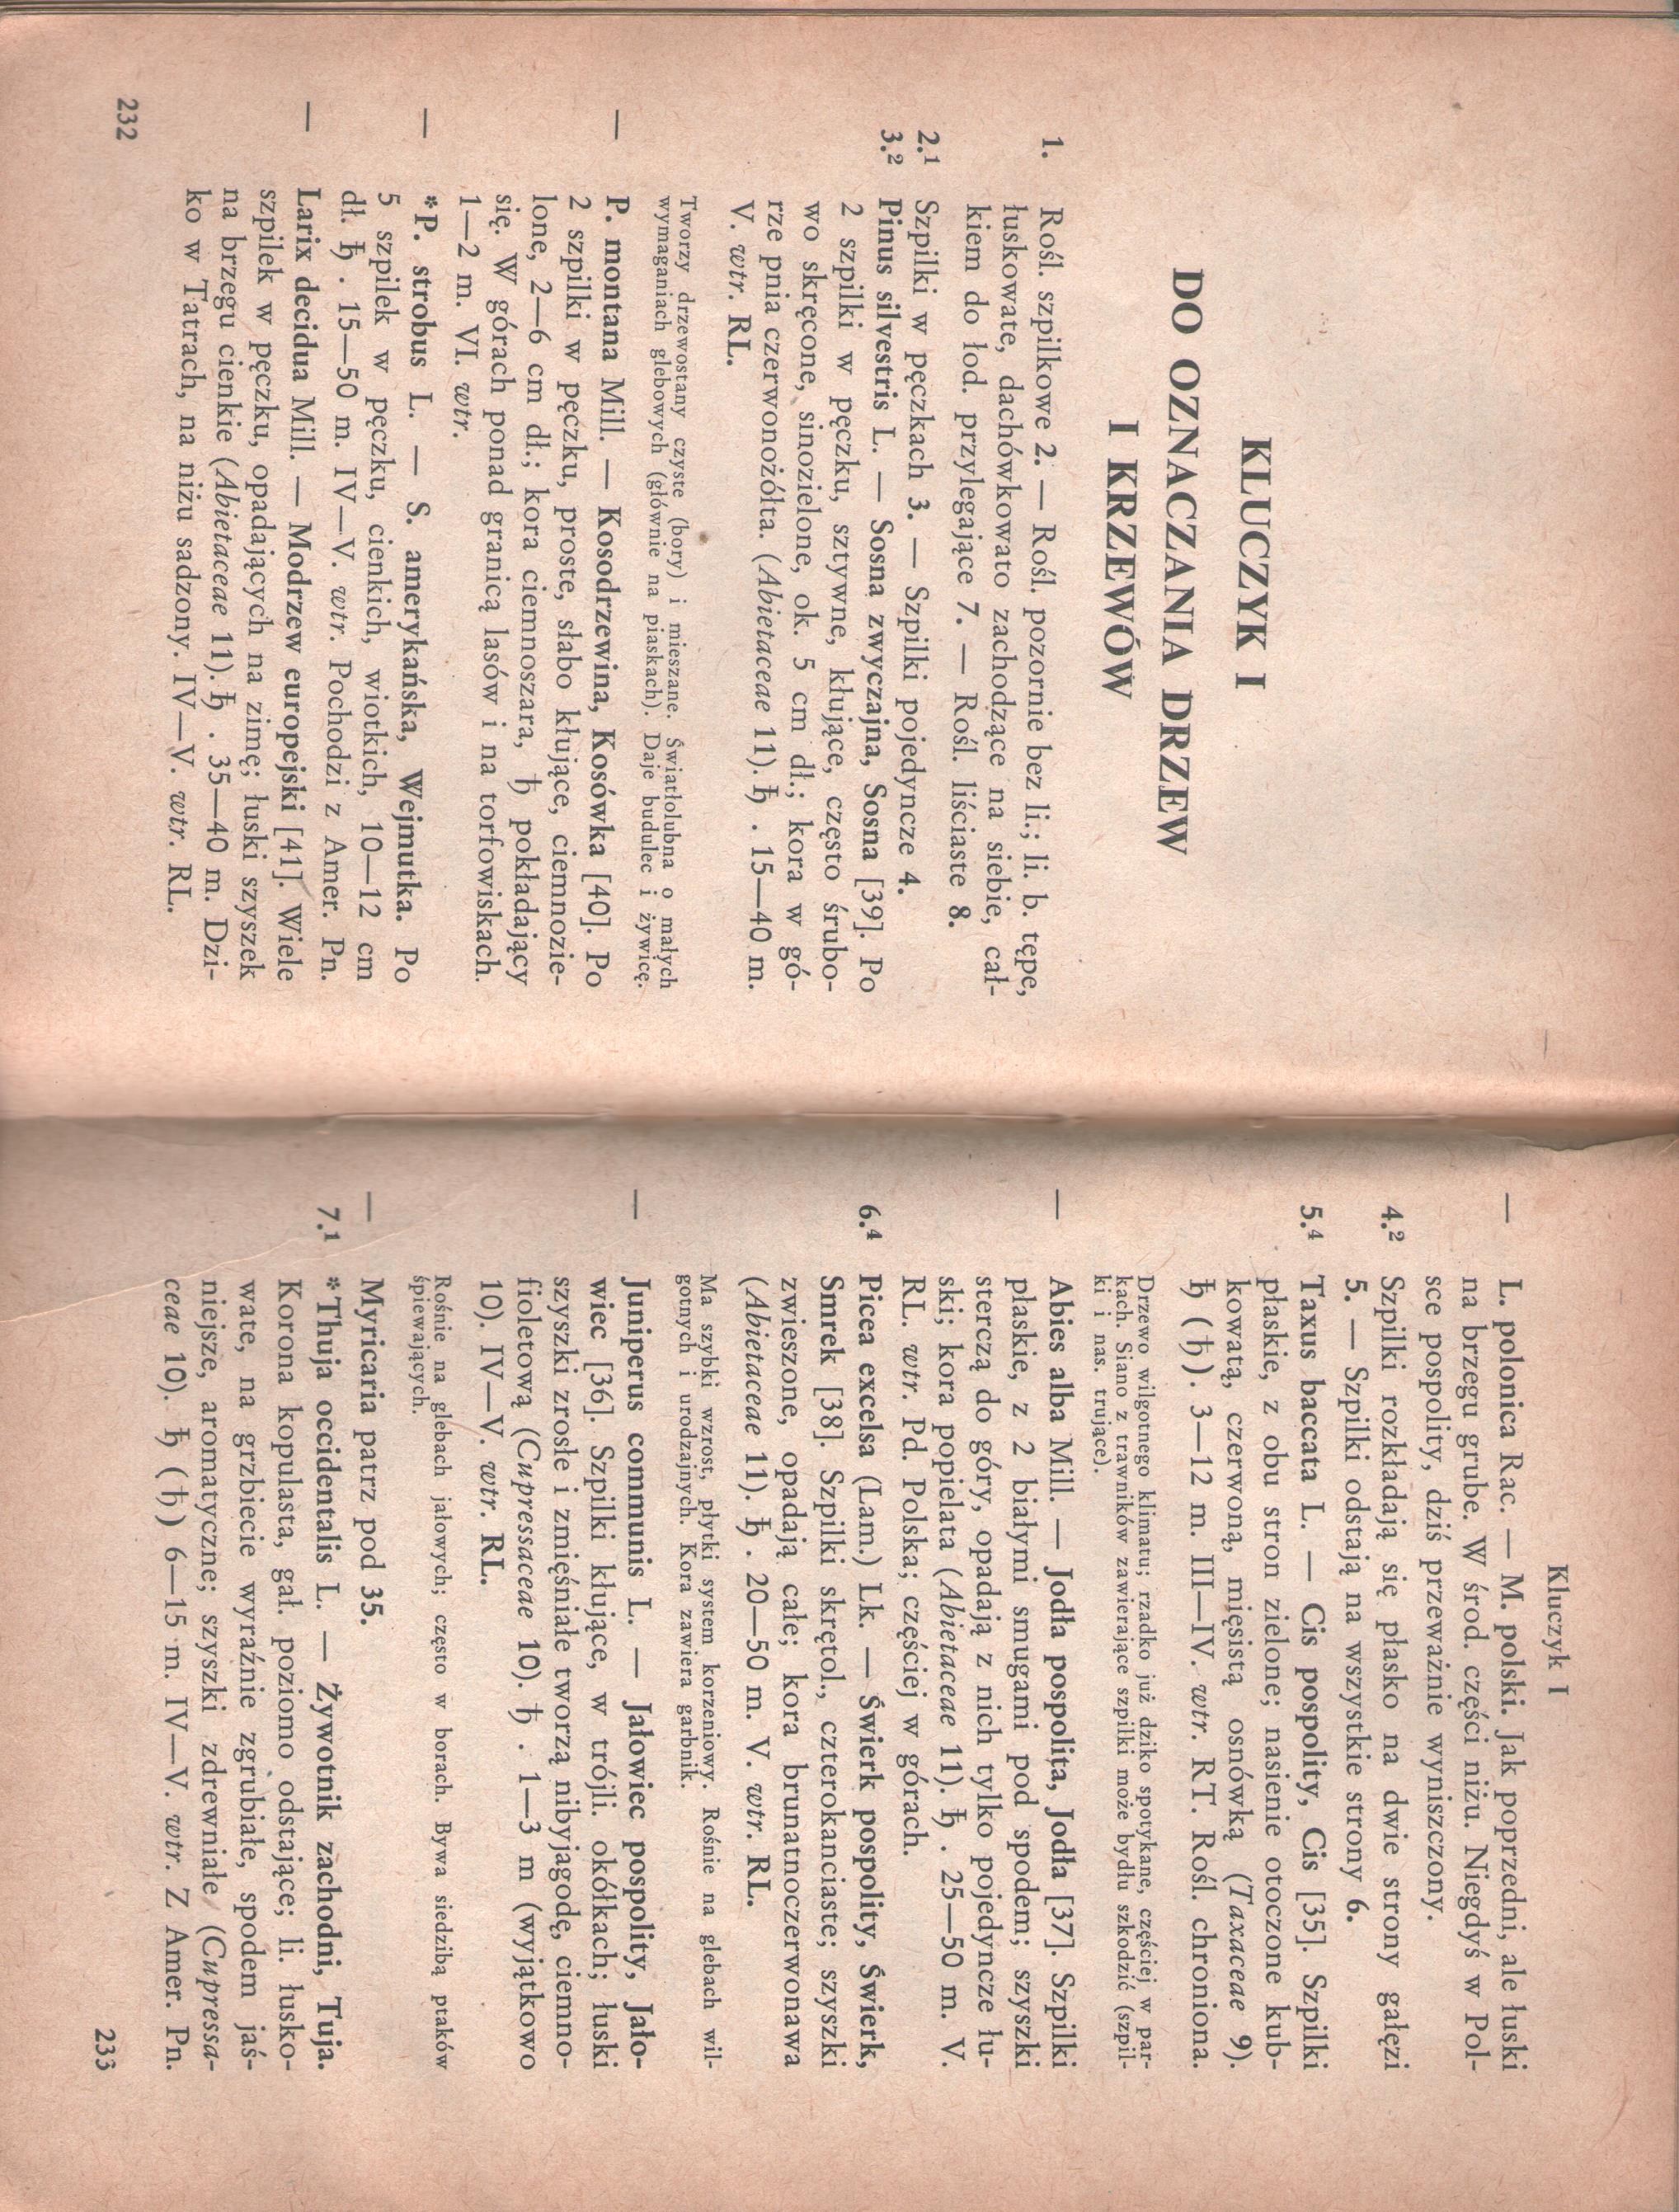 KLUCZYK I
DO OZNACZANIA DRZEW
I KRZEWÓW
1. Rośl. szpilkowe 2. — Rośl. pozornie bez li.; li. b. tępe,
łuskowate, dachówkowato zachodzące na siebie, cał-
kiem do łod. przylegające 7. — Rośl. liściaste 8.
2.¹ Szpilki w pęczkach 3. — Szpilki pojedyncze 4.
3.² Pinus silvestris L. — Sosna zwyczajna, Sosna [39]. Po
2 szpilki w pęczku, sztywne, kłujące, często śrubo-
wo skręcone, sinozielone, ok. 5 cm dł.; kora w gó-
rze pnia czerwonożółta. (Abietaceae 11). ђ . 15—40 m.
V. wtr. RL.
Tworzy drzewostany czyste (bory) i mieszane. Światłolubna o małych
wymaganiach glebowych (głównie na piaskach). Daje budulec i żywicę.
— P. montana Mill. — Kosodrzewina, Kosówka [40]. Po
2 szpilki w pęczku, proste, słabo kłujące, ciemnozie-
lone, 2—6 cm dł.; kora ciemnoszara, ђ pokładający
się. W górach ponad granicą lasów i na torfowiskach.
1—2 m. VI. wtr.
— *P. strobus L. — S. amerykańska, Wejmutka. Po
5 szpilek w pęczku, cienkich, wiotkich, 10—12 cm
dł. ђ . 15—50 m. IV—V. wtr. Pochodzi z Amer. Pn.
— Larix decidua Mill. — Modrzew europejski [41]. Wiele
szpilek w pęczku, opadających na zimę; łuski szyszek
na brzegu cienkie (Abietaceae 11). ђ . 35—40 m. Dzi-
ko w Tatrach, na niżu sadzony. IV—V. wtr. RL.
232
Kluczyk I
— L. polonica Rac. — M. polski. Jak poprzedni, ale łuski
na brzegu grube. W środ. części niżu. Niegdyś w Pol-
sce pospolity, dziś przeważnie wyniszczony.
4.² Szpilki rozkładają się płasko na dwie strony gałęzi
5. — Szpilki odstają na wszystkie strony 6.
5.⁴ Taxus baccata L. — Cis pospolity, Cis [35]. Szpilki
płaskie, z obu stron zielone; nasienie otoczone kub-
kowatą, czerwoną, mięsistą osnówką (Taxaceae 9).
ђ (ђ). 3—12 m. III—IV. wtr. RT. Rośl. chroniona.
Drzewo wilgotnego klimatu; rzadko już dziko spotykane, częściej w par-
kach. Siano z trawników zawierające szpilki może bydłu szkodzić (szpil-
ki i nas. trujące).
— Abies alba Mill. — Jodła pospolita, Jodła [37]. Szpilki
płaskie, z 2 białymi smugami pod spodem; szyszki
sterczą do góry, opadają z nich tylko pojedyncze łu-
ski; kora popielata (Abietaceae 11). ђ . 25—50 m. V.
RL. wtr. Pd. Polska; częściej w górach.
6.⁴ Picea excelsa (Lam.) Lk. — Świerk pospolity, Świerk,
Smrek [38]. Szpilki skrętol., czterokanciaste; szyszki
zwieszone, opadają całe; kora brunatnoczerwonawa
(Abietaceae 11). ђ . 20—50 m. V. wtr. RL.
Ma szybki wzrost, płytki system korzeniowy. Rośnie na glebach wil-
gotnych i urodzajnych. Kora zawiera garbnik.
— Juniperus communis L. — Jałowiec pospolity, Jało-
wiec [36]. Szpilki kłujące, w trójli. okółkach; łuski
szyszki zrosłe i zmięśniałe tworzą nibyjagodę, ciemno-
fioletową (Cupressaceae 10). ђ . 1—3 m (wyjątkowo
10). IV—V. wtr. RL.
Rośnie na glebach jałowych; często w borach. Bywa siedzibą ptaków
śpiewających.
— Myricaria patrz pod 35.
7.¹ *Thuja occidentalis L. — Żywotnik zachodni, Tuja.
Korona kopulasta, gał. poziomo odstające; li. łusko-
wate, na grzbiecie wyraźnie zgrubiałe, spodem jaś-
niejsze, aromatyczne; szyszki zdrewniałe (Cupressa-
ceae 10). ђ (ђ) 6—15 m. IV—V. wtr. Z Amer. Pn.
233